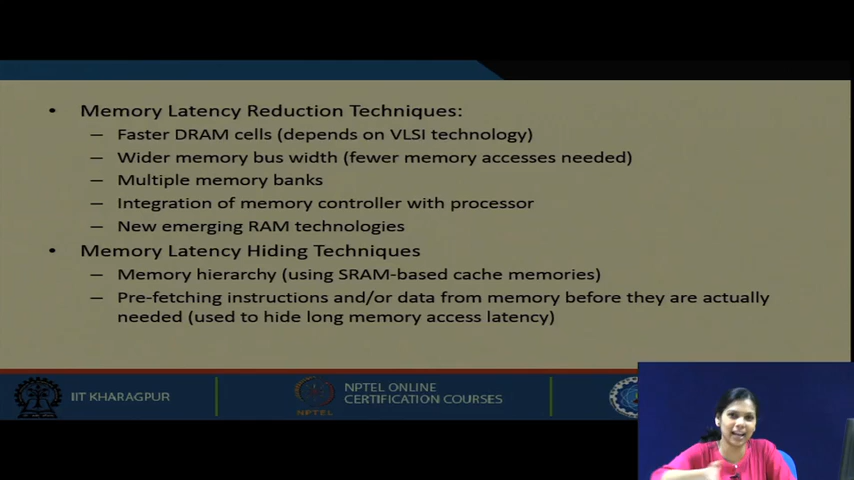 • Memory Latency Reduction Techniques:
– Faster DRAM cells (depends on VLSI technology)
– Wider memory bus width (fewer memory accesses needed)
– Multiple memory banks
– Integration of memory controller with processor
– New emerging RAM technologies
• Memory Latency Hiding Techniques
– Memory hierarchy (using SRAM-based cache memories)
– Pre-fetching instructions and/or data from memory before they are actually
needed (used to hide long memory access latency)
IIT KHARAGPUR
NPTEL
NPTEL ONLINE
CERTIFICATION COURSES